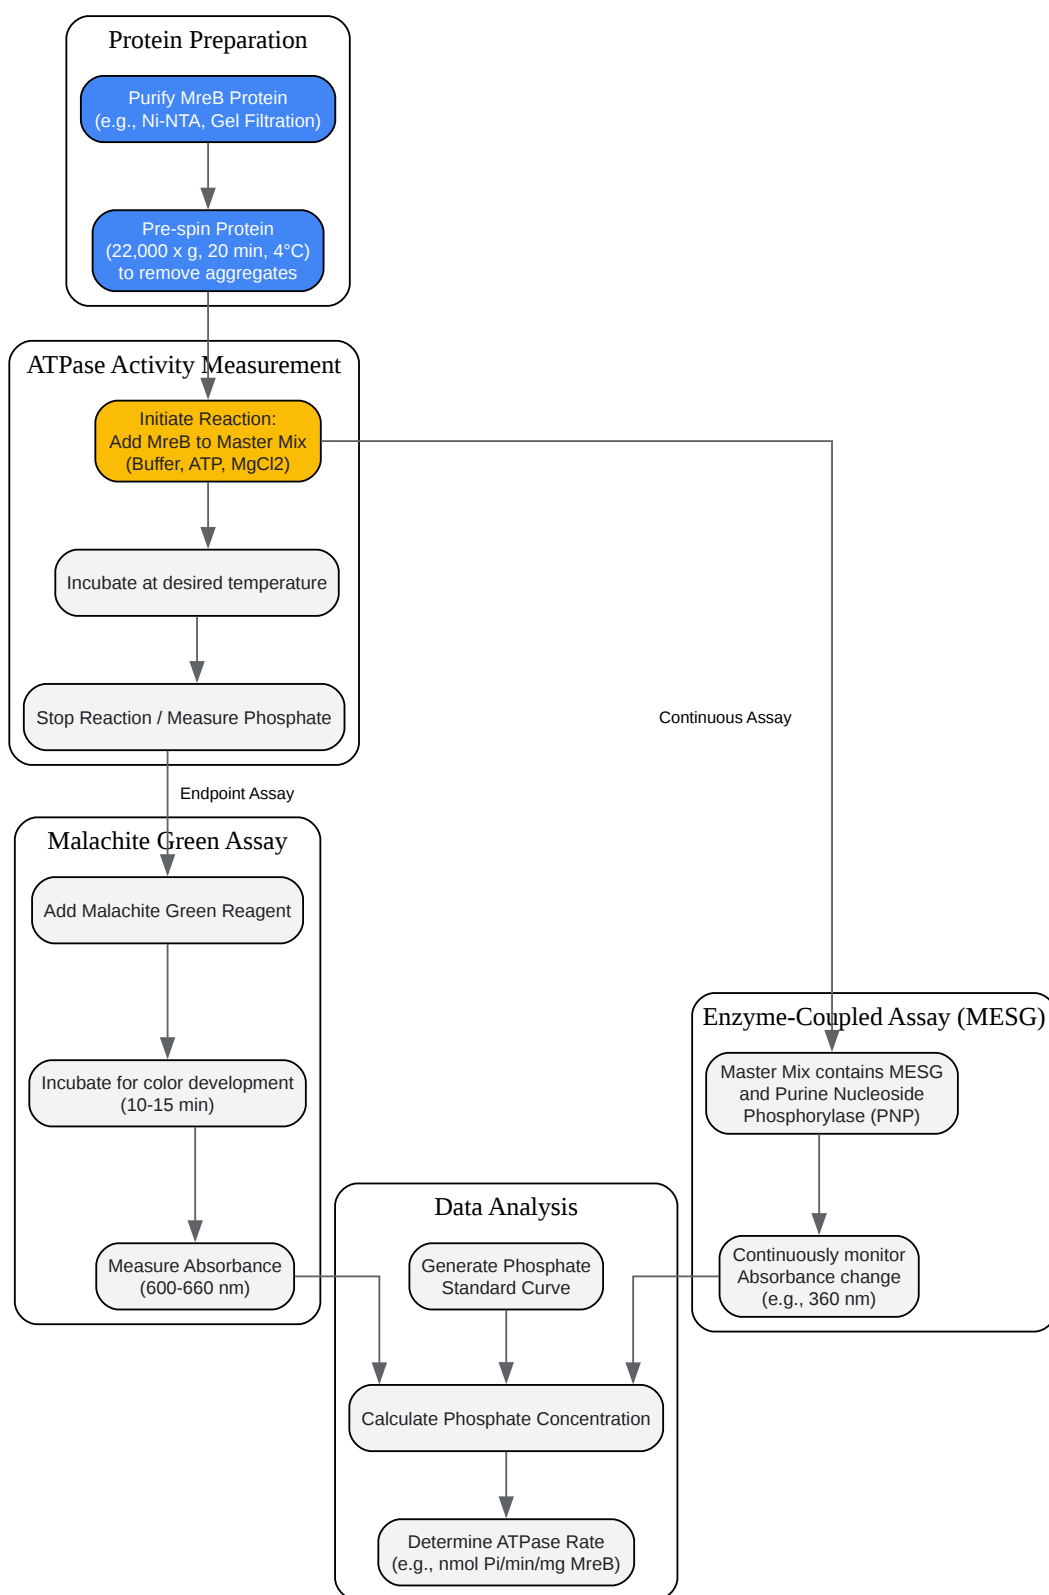 Protein Preparation
Purify MreB Protein
(e.g., Ni-NTA, Gel Filtration)
Pre-spin Protein
(22,000 x g, 20 min, 4°C)
to remove aggregates
ATPase Activity Measurement
Initiate Reaction:
Add MreB to Master Mix
(Buffer, ATP, MgCl2)
Incubate at desired temperature
Stop Reaction / Measure Phosphate
Continuous Assay
Endpoint Assay
Malachite Green Assay
Add Malachite Green Reagent
Incubate for color development
(10-15 min)
Measure Absorbance
(600-660 nm)
Enzyme-Coupled Assay (MESG)
Master Mix contains MESG
and Purine Nucleoside
Phosphorylase (PNP)
Continuously monitor
Absorbance change
(e.g., 360 nm)
Data Analysis
Generate Phosphate
Standard Curve
Calculate Phosphate Concentration
Determine ATPase Rate
(e.g., nmol Pi/min/mg MreB)